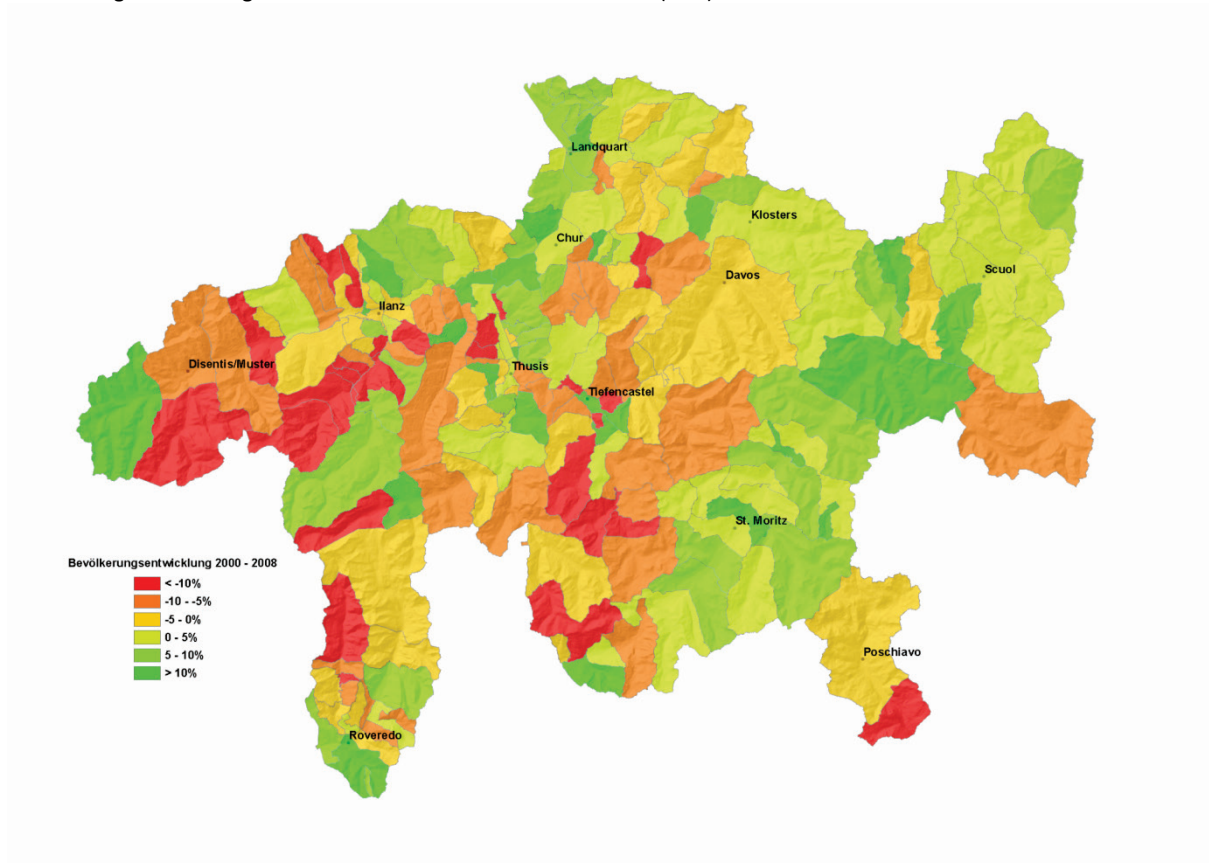 Landquart
Klosters
Chur
Scuol
Davos
Ilanz
Disentis/Muster
Thusis
Tiefencastel
St. Moritz
Bevölkerungsentwicklung 2000 - 2008
< -10%
-10 - -5%
-5 - 0%
0 - 5%
5 - 10%
> 10%
Poschiavo
Roveredo